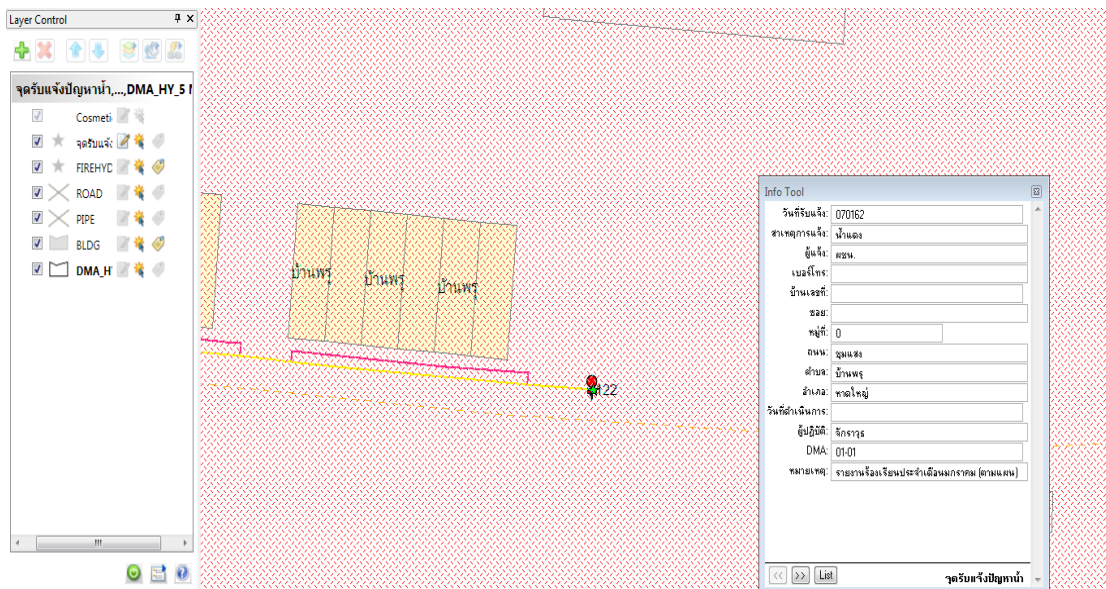 Layer Control
จุดรับแจ้งปัญหาน้ำ,...,DMA_HY_5
Cosmeti
จุดรับแจ้
FIREHYD
ROAD
PIPE
BLDG
DMA_H
บ้านพรุ
บ้านพรุ
บ้านพรุ
122
Info Tool
วันที่รับแจ้ง: 070162
สาเหตุการแจ้ง: น้ำแดง
ผู้แจ้ง: ผชน.
เบอร์โทร:
บ้านเลขที่:
ซอย:
หมู่ที่: 0
ถนน: ชุมแสง
ตำบล: บ้านพรุ
อำเภอ: หาดใหญ่
วันที่ดำเนินการ:
ผู้ปฏิบัติ: จักราวุธ
DMA: 01-01
หมายเหตุ: รายงานร้องเรียนประจำเดือนมกราคม (ตามแผน)
<< >> List จุดรับแจ้งปัญหาน้ำ